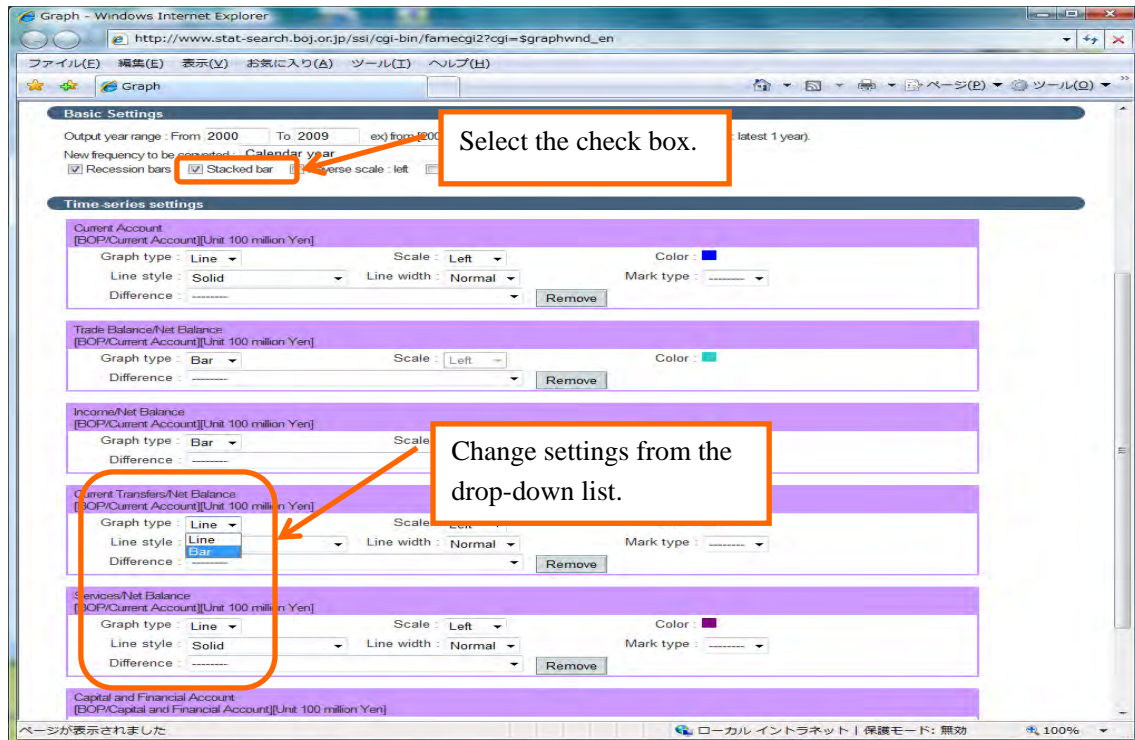 Graph - Windows Internet Explorer
http://www.stat-search.boj.or.jp/ssi/cgi-bin/famecgi2?cgi=$graphwnd_en
ファイル(F) 編集(E) 表示(V) お気に入り(A) ツール(T) ヘルプ(H)
Graph ページ(P) ツール(O) »
Basic Settings
Output year range : From 2000 To 2009 ex) from [200 : latest 1 year).
New frequency to be converted : Calendar year
Recession bars Stacked bar Reverse scale : left
Select the check box.
Time-series settings
Current Account
[BOP/Current Account][Unit 100 million Yen]
Graph type : Line Scale : Left Color :
Line style : Solid Line width : Normal Mark type : --------
Difference : -------- Remove
Trade Balance/Net Balance
[BOP/Current Account][Unit 100 million Yen]
Graph type : Bar Scale : Left Color :
Difference : -------- Remove
Income/Net Balance
[BOP/Current Account][Unit 100 million Yen]
Graph type : Bar Scale
Difference : --------
Change settings from the
drop-down list.
Current Transfers/Net Balance
[BOP/Current Account][Unit 100 million Yen]
Graph type : Line Scale : Left
Line
Bar
Line style : Line width : Normal Mark type : --------
Difference : -------- Remove
Services/Net Balance
[BOP/Current Account][Unit 100 million Yen]
Graph type : Line Scale : Left Color :
Line style : Solid Line width : Normal Mark type : --------
Difference : -------- Remove
Capital and Financial Account
[BOP/Capital and Financial Account][Unit 100 million Yen]
ページが表示されました ローカル イントラネット | 保護モード: 無効 100%